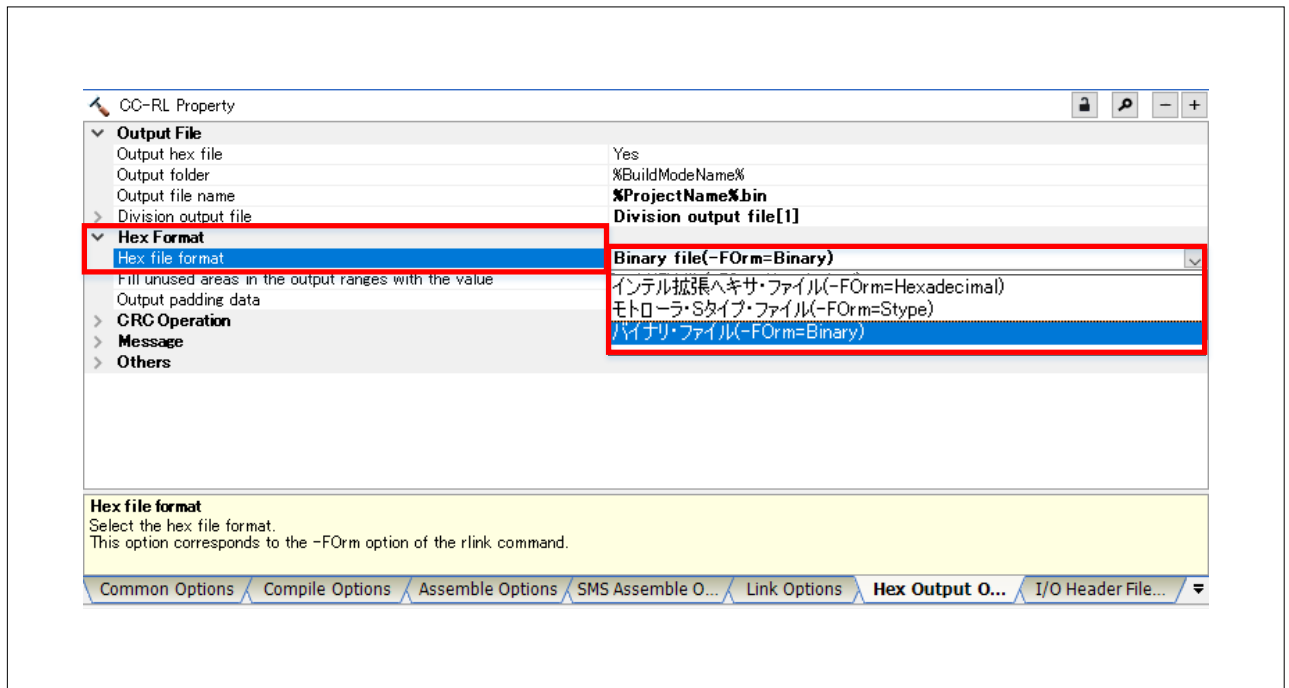 CC-RL Property
Output File
Output hex file Yes
Output folder %BuildModeName%
Output file name %ProjectName%.bin
Division output file Division output file[1]
Hex Format
Hex file format Binary file(-FOrm=Binary)
Fill unused areas in the output ranges with the value
インテル拡張ヘキサ・ファイル(-FOrm=Hexadecimal)
Output padding data
モトローラ・Sタイプ・ファイル(-FOrm=Stype)
CRC Operation
バイナリ・ファイル(-FOrm=Binary)
Message
Others
Hex file format
Select the hex file format.
This option corresponds to the -FOrm option of the rlink command.
Common Options Compile Options Assemble Options SMS Assemble O... Link Options Hex Output O... I/O Header File...